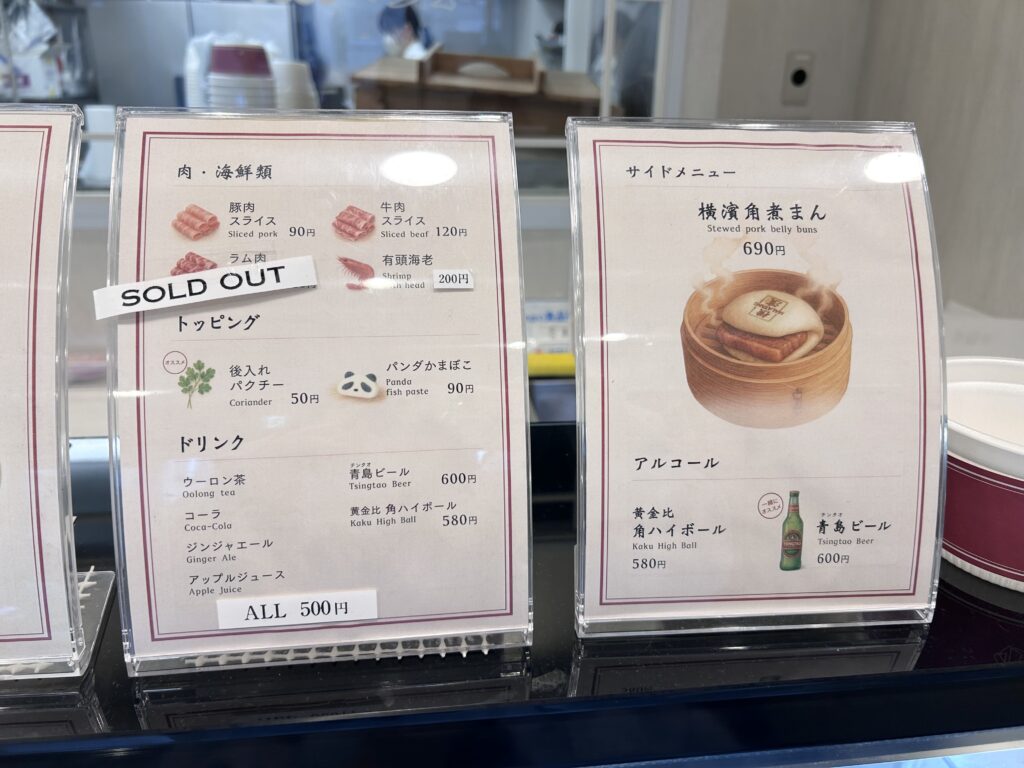 肉・海鮮類
豚肉
スライス
Sliced pork 90円
牛肉
スライス
Sliced beaf 120円
ラム肉
SOLD OUT
有頭海老
Shrimp
head 200円
トッピング
オススメ
後入れ
パクチー
Coriander 50円
パンダかまぼこ
Panda
fish paste 90円
ドリンク
ウーロン茶
Oolong tea
コーラ
Coca-Cola
ジンジャエール
Ginger Ale
アップルジュース
Apple Juice
ALL 500円
チンタオ
青島ビール
Tsingtao Beer 600円
黄金比 角ハイボール
Kaku High Ball 580円
サイドメニュー
横濱角煮まん
Stewed pork belly buns
690円
アルコール
黄金比
角ハイボール
Kaku High Ball
580円
一緒に
オススメ
TSINGTAO
チンタオ
青島ビール
Tsingtao Beer
600円